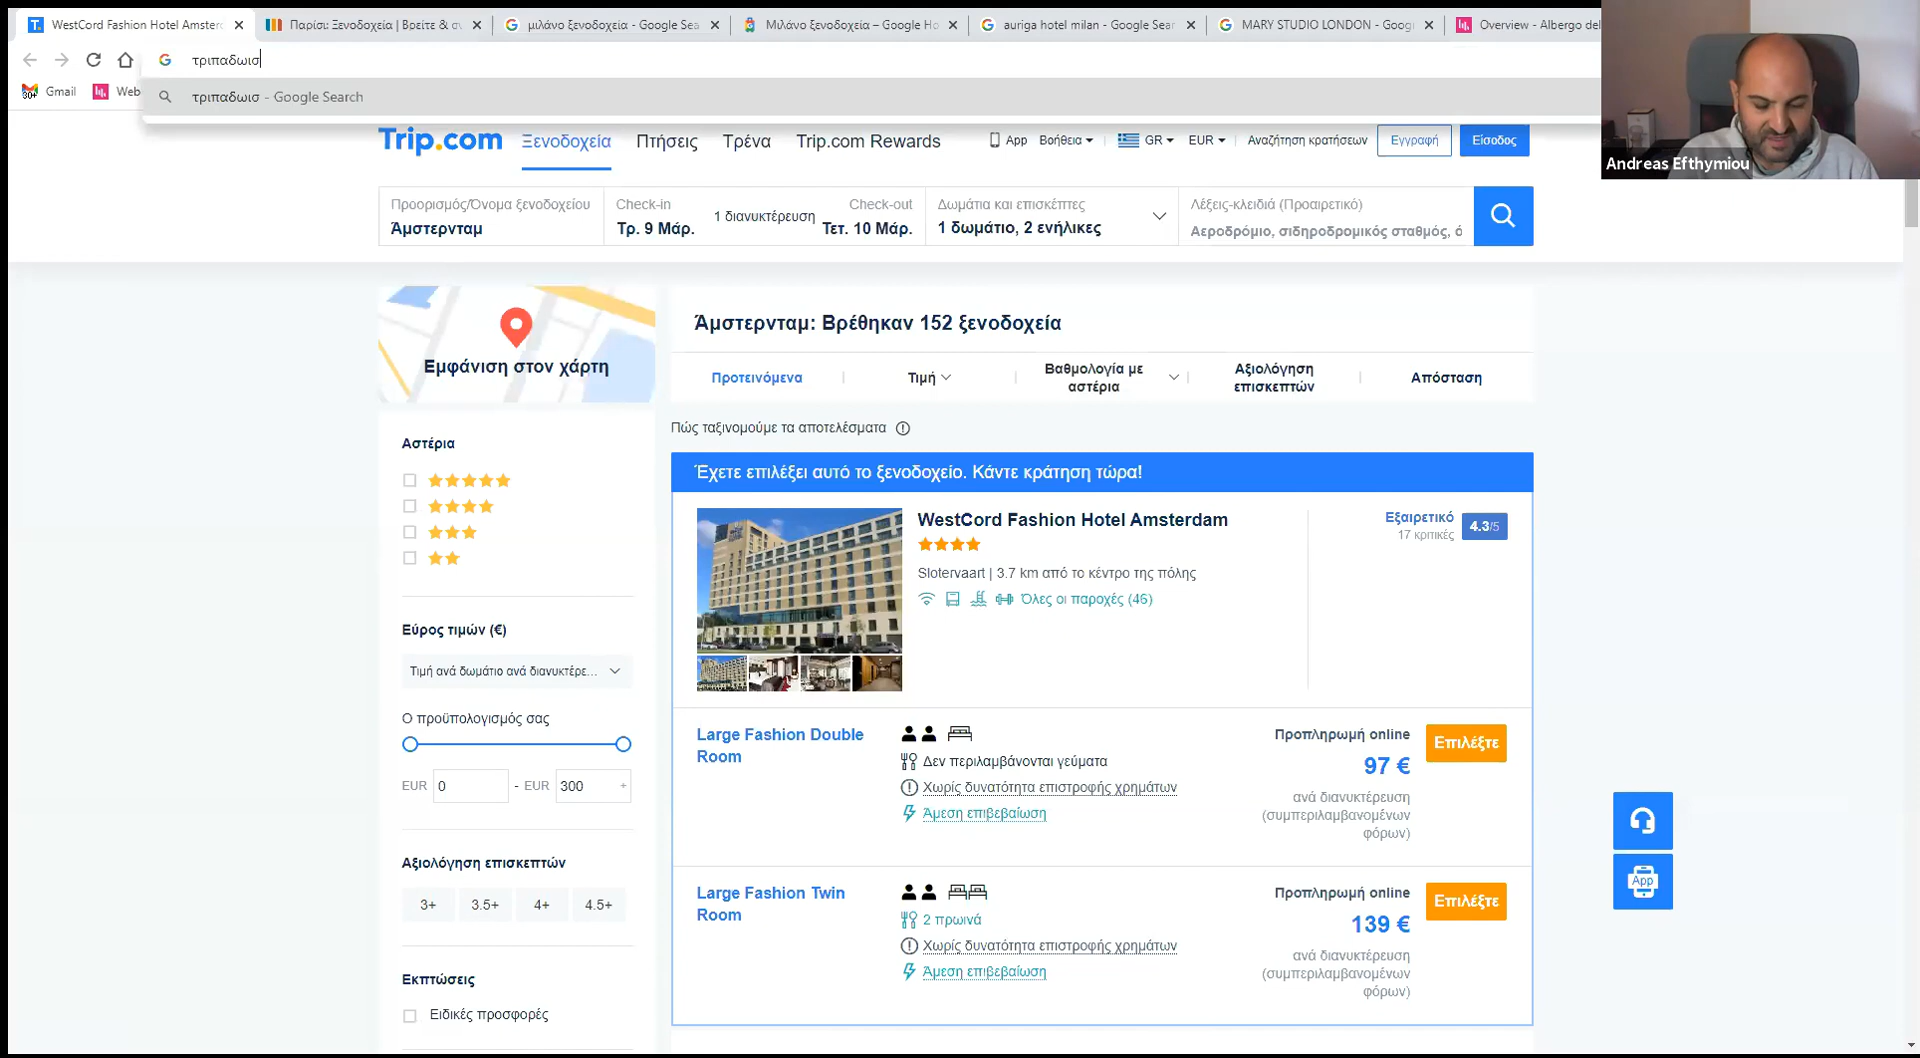 WestCord Fashion Hotel Amsterd
Παρίσι: Ξενοδοχεία | Βρείτε & συ
μιλάνο ξενοδοχεία - Google Sea
Μιλάνο ξενοδοχεία – Google Ho
auriga hotel milan - Google Sear
MARY STUDIO LONDON - Googl
Overview - Albergo del
τριπαδωισ
Gmail
Web
τριπαδωισ - Google Search
Andreas Efthymiou
Trip.com
Ξενοδοχεία
Πτήσεις
Τρένα
Trip.com Rewards
App
Βοήθεια
GR
EUR
Αναζήτηση κρατήσεων
Εγγραφή
Είσοδος
Προορισμός/Όνομα ξενοδοχείου
Άμστερνταμ
Check-in
Τρ. 9 Μάρ.
1 διανυκτέρευση
Check-out
Τετ. 10 Μάρ.
Δωμάτια και επισκέπτες
1 δωμάτιο, 2 ενήλικες
Λέξεις-κλειδιά (Προαιρετικό)
Αεροδρόμιο, σιδηροδρομικός σταθμός, ό
Εμφάνιση στον χάρτη
Άμστερνταμ: Βρέθηκαν 152 ξενοδοχεία
Προτεινόμενα
Τιμή
Βαθμολογία με
αστέρια
Αξιολόγηση
επισκεπτών
Απόσταση
Πώς ταξινομούμε τα αποτελέσματα
Αστέρια
Εύρος τιμών (€)
Τιμή ανά δωμάτιο ανά διανυκτέρε...
Ο προϋπολογισμός σας
EUR 0 - EUR 300 +
Αξιολόγηση επισκεπτών
3+ 3.5+ 4+ 4.5+
Εκπτώσεις
Ειδικές προσφορές
Έχετε επιλέξει αυτό το ξενοδοχείο. Κάντε κράτηση τώρα!
WestCord Fashion Hotel Amsterdam
Slotervaart | 3.7 km από το κέντρο της πόλης
Όλες οι παροχές (46)
Εξαιρετικό
17 κριτικές
4.3/5
Large Fashion Double
Room
Δεν περιλαμβάνονται γεύματα
Χωρίς δυνατότητα επιστροφής χρημάτων
Άμεση επιβεβαίωση
Προπληρωμή online
97 €
ανά διανυκτέρευση
(συμπεριλαμβανομένων
φόρων)
Επιλέξτε
Large Fashion Twin
Room
2 πρωινά
Χωρίς δυνατότητα επιστροφής χρημάτων
Άμεση επιβεβαίωση
Προπληρωμή online
139 €
ανά διανυκτέρευση
(συμπεριλαμβανομένων
φόρων)
Επιλέξτε
App